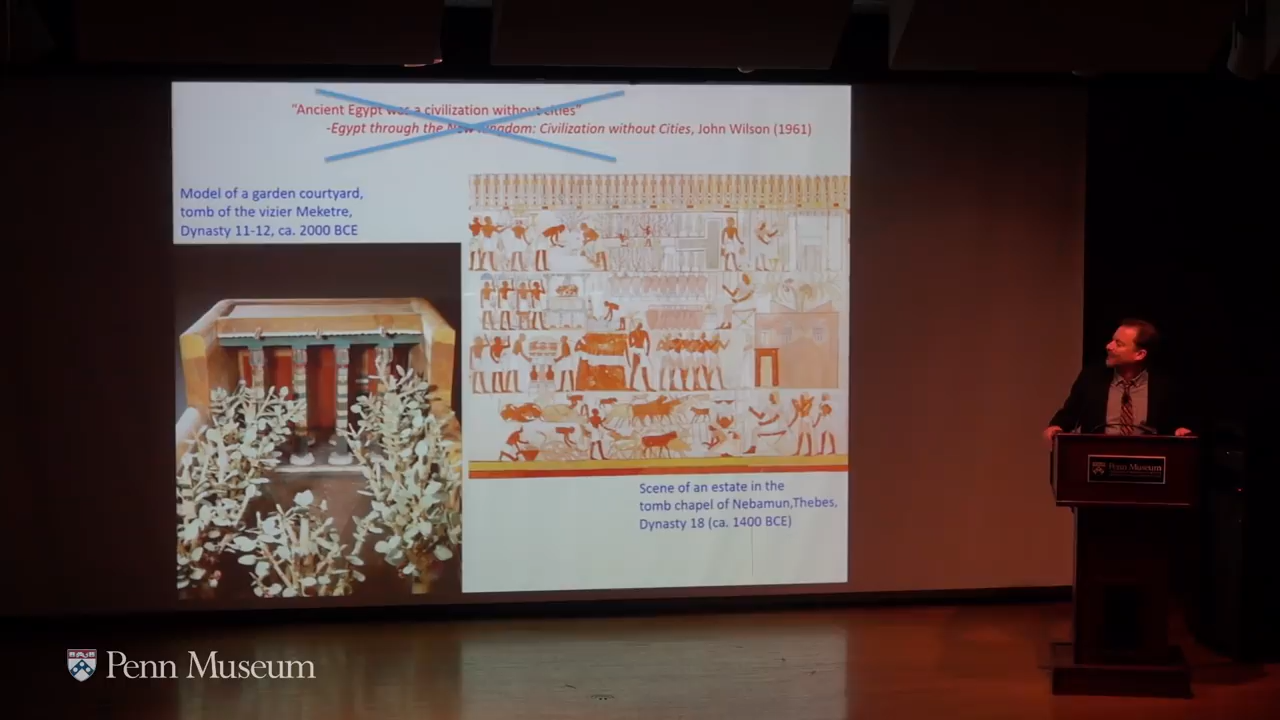 "Ancient Egypt was a civilization without cities"
-Egypt through the New Kingdom: Civilization without Cities, John Wilson (1961)
Model of a garden courtyard,
tomb of the vizier Meketre,
Dynasty 11-12, ca. 2000 BCE
Scene of an estate in the
tomb chapel of Nebamun,Thebes,
Dynasty 18 (ca. 1400 BCE)
Penn Museum
Penn Museum